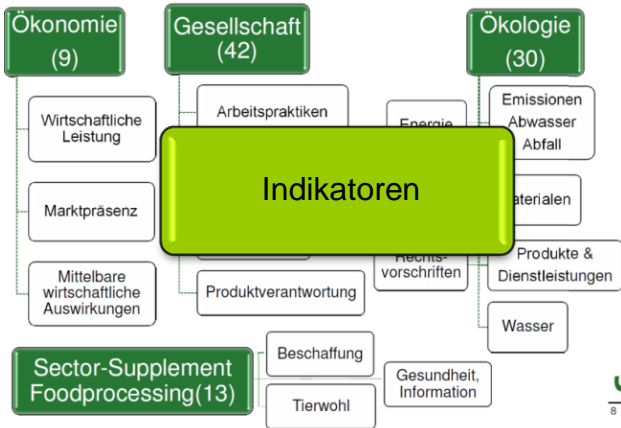 Ökonomie
(9)
Gesellschaft
(42)
Ökologie
(30)
Wirtschaftliche
Leistung
Marktpräsenz
Mittelbare
wirtschaftliche
Auswirkungen
Arbeitspraktiken
Indikatoren
Produktverantwortung
Energie
Rechts-
vorschriften
Emissionen
Abwasser
Abfall
aterialen
Produkte &
Dienstleistungen
Wasser
Sector-Supplement
Foodprocessing(13)
Beschaffung
Tierwohl
Gesundheit,
Information
8